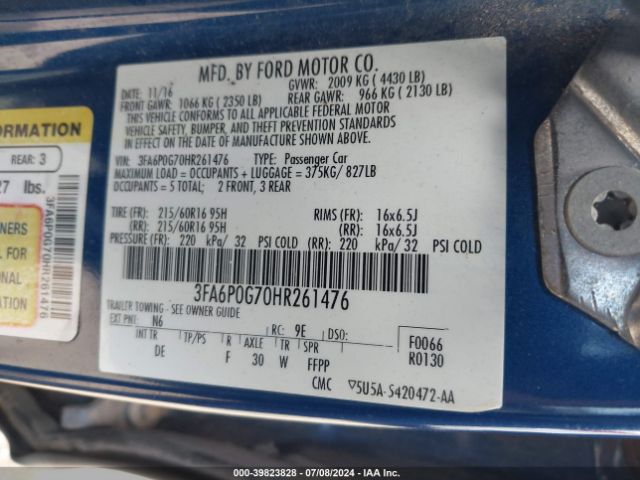 MFD. BY FORD MOTOR CO.
DATE: 11/16 GVWR: 2009 KG ( 4430 LB)
FRONT GAWR: 1066 KG ( 2350 LB) REAR GAWR: 966 KG ( 2130 LB)
THIS VEHICLE CONFORMS TO ALL APPLICABLE FEDERAL MOTOR
VEHICLE SAFETY, BUMPER, AND THEFT PREVENTION STANDARDS
IN EFFECT ON THE DATE OF MANUFACTURE SHOWN ABOVE.
VIN: 3FA6P0G70HR261476 TYPE: Passenger Car
MAXIMUM LOAD = OCCUPANTS + LUGGAGE = 375KG/ 827LB
OCCUPANTS = 5 TOTAL; 2 FRONT, 3 REAR
TIRE (FR): 215/60R16 95H RIMS (FR): 16x6.5J
(RR): 215/60R16 95H (RR): 16x6.5J
PRESSURE (FR): 220 kPa/ 32 PSI COLD (RR): 220 kPa/ 32 PSI COLD
3FA6P0G70HR261476
TRAILER TOWING - SEE OWNER GUIDE
EXT PNT: N6 RC: 9E DSO: F0066
INT TR TP/PS R AXLE TR SPR R0130
DE F 30 W FFPP
CMC ▽5U5A-5420472-AA
ORMATION
REAR: 3
27 lbs.
WNERS
L FOR
ONAL
ATION
3FA6P0G70HR261476
000-39823828 - 07/08/2024 - IAA Inc.